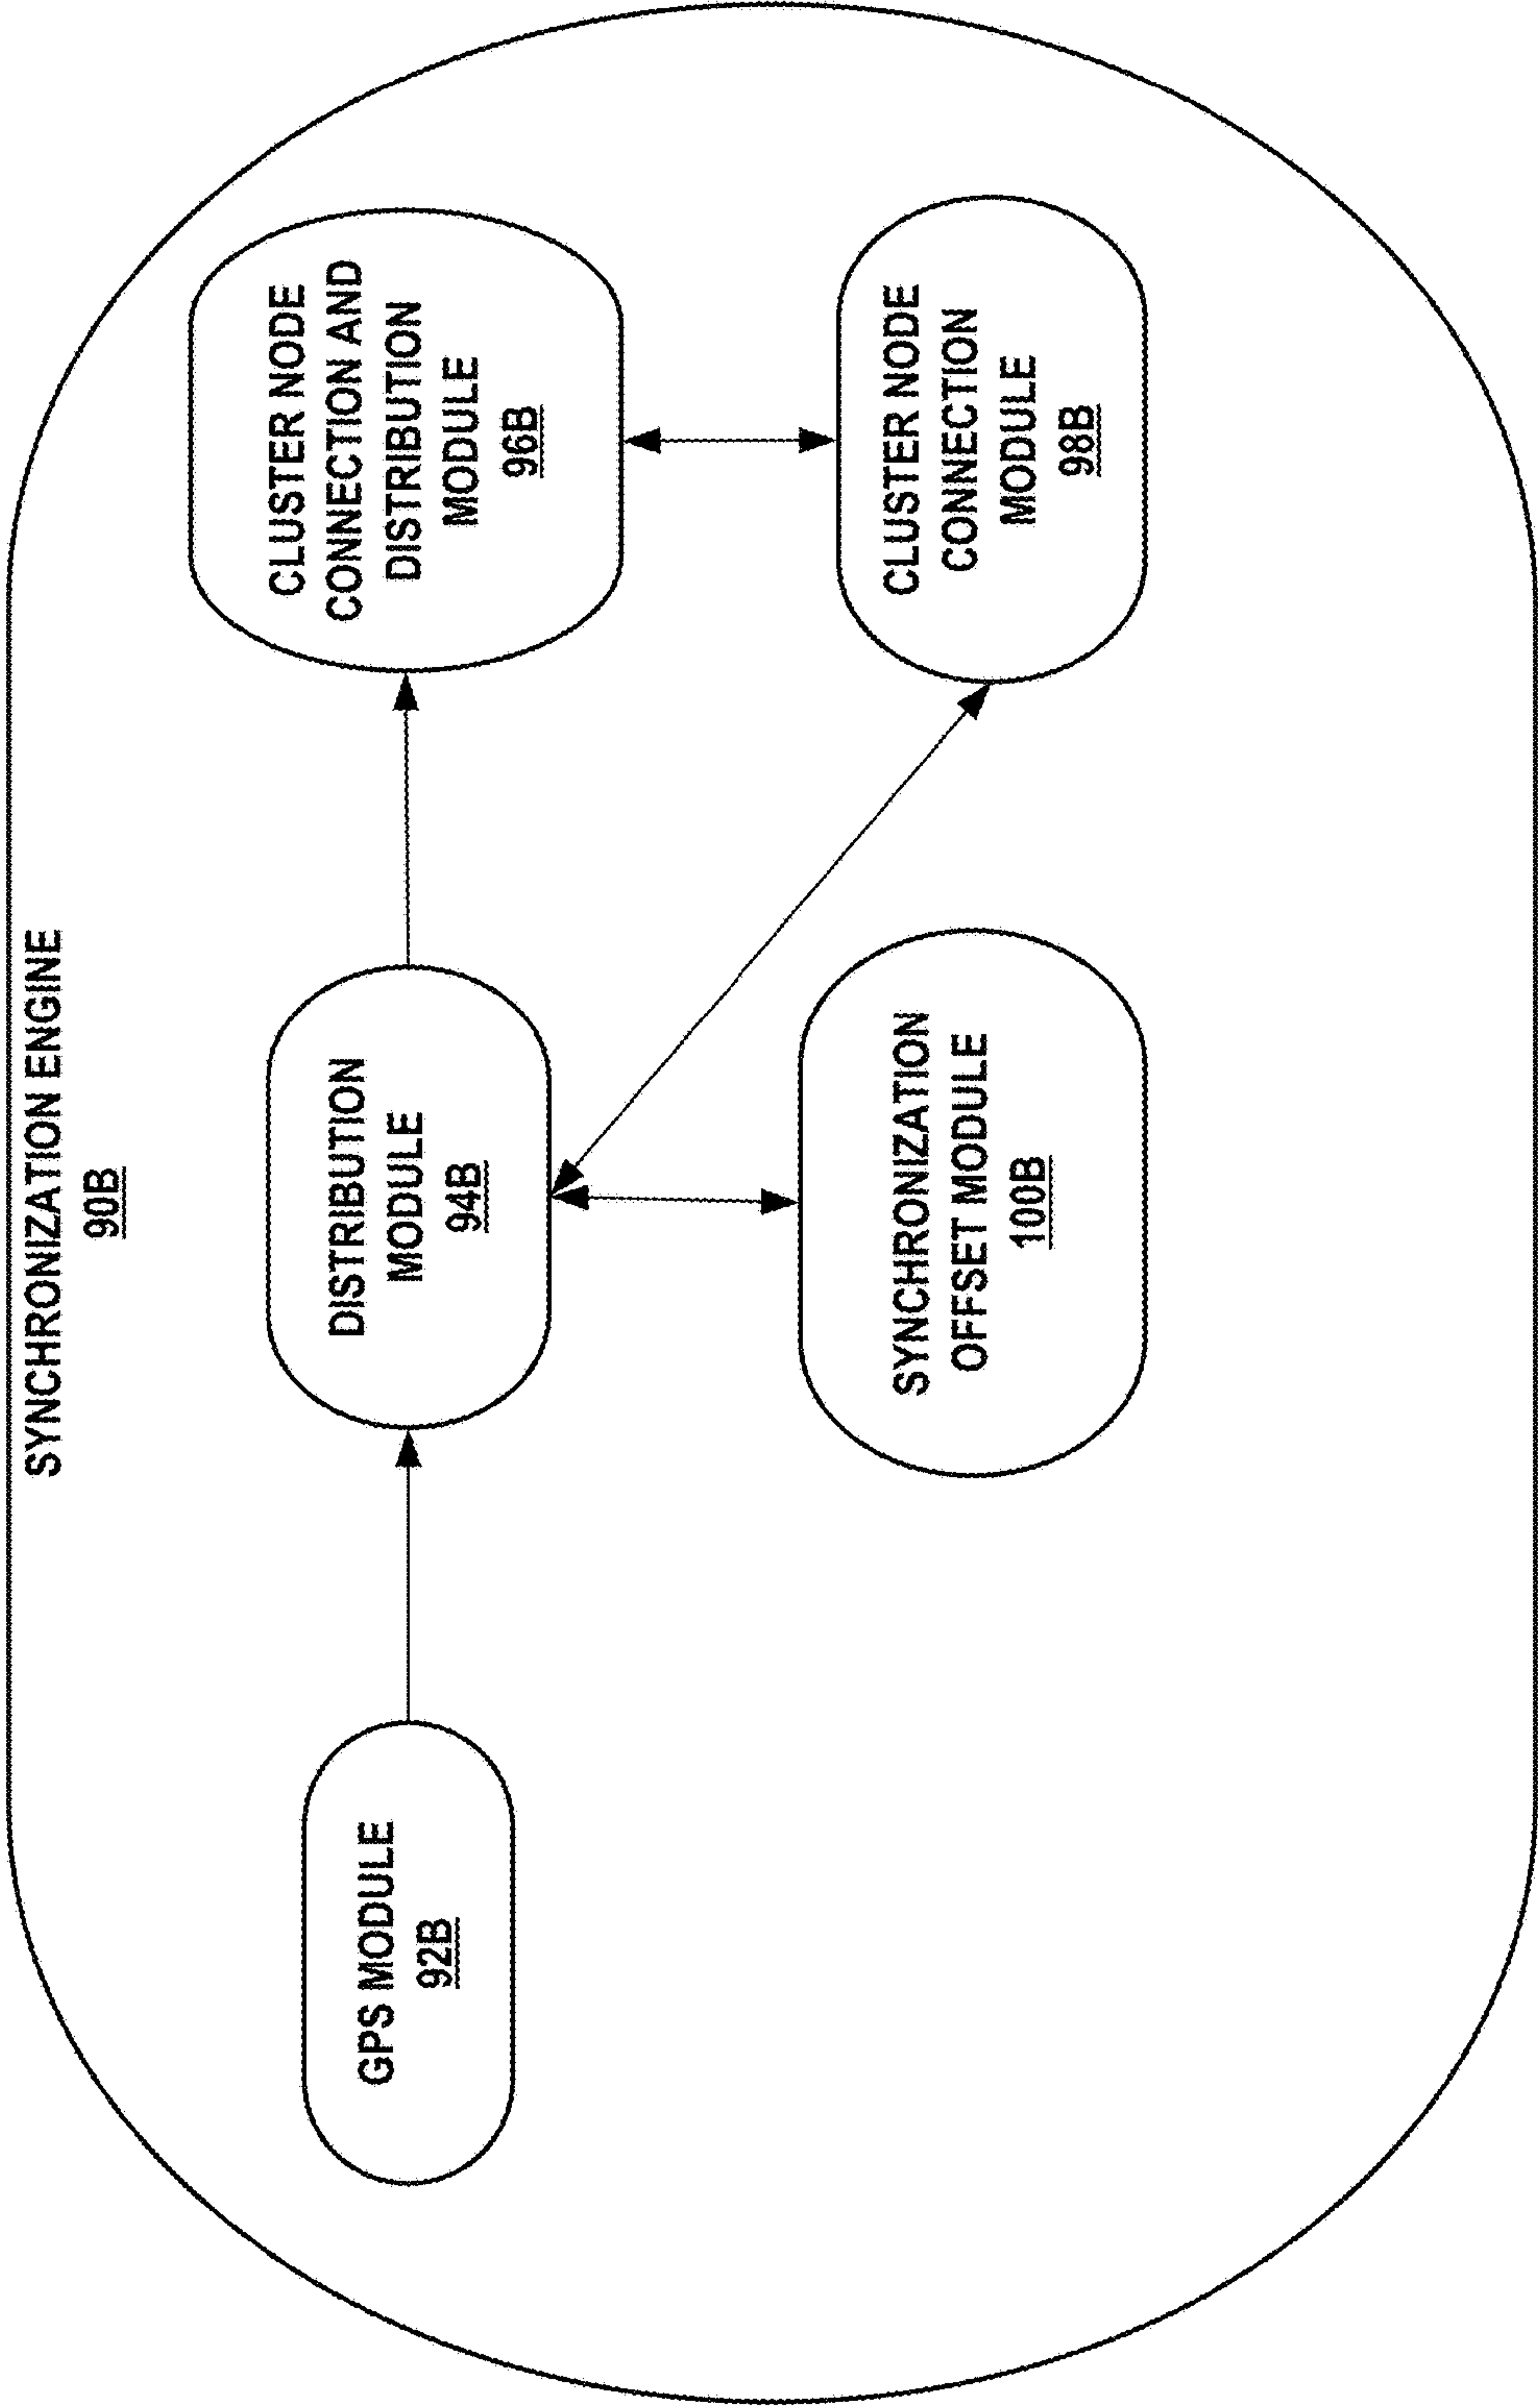 SYNCHRONIZATION ENGINE
90B
GPS MODULE
92B
DISTRIBUTION
MODULE
94B
CLUSTER NODE
CONNECTION AND
DISTRIBUTION
MODULE
96B
SYNCHRONIZATION
OFFSET MODULE
100B
CLUSTER NODE
CONNECTION
MODULE
98B